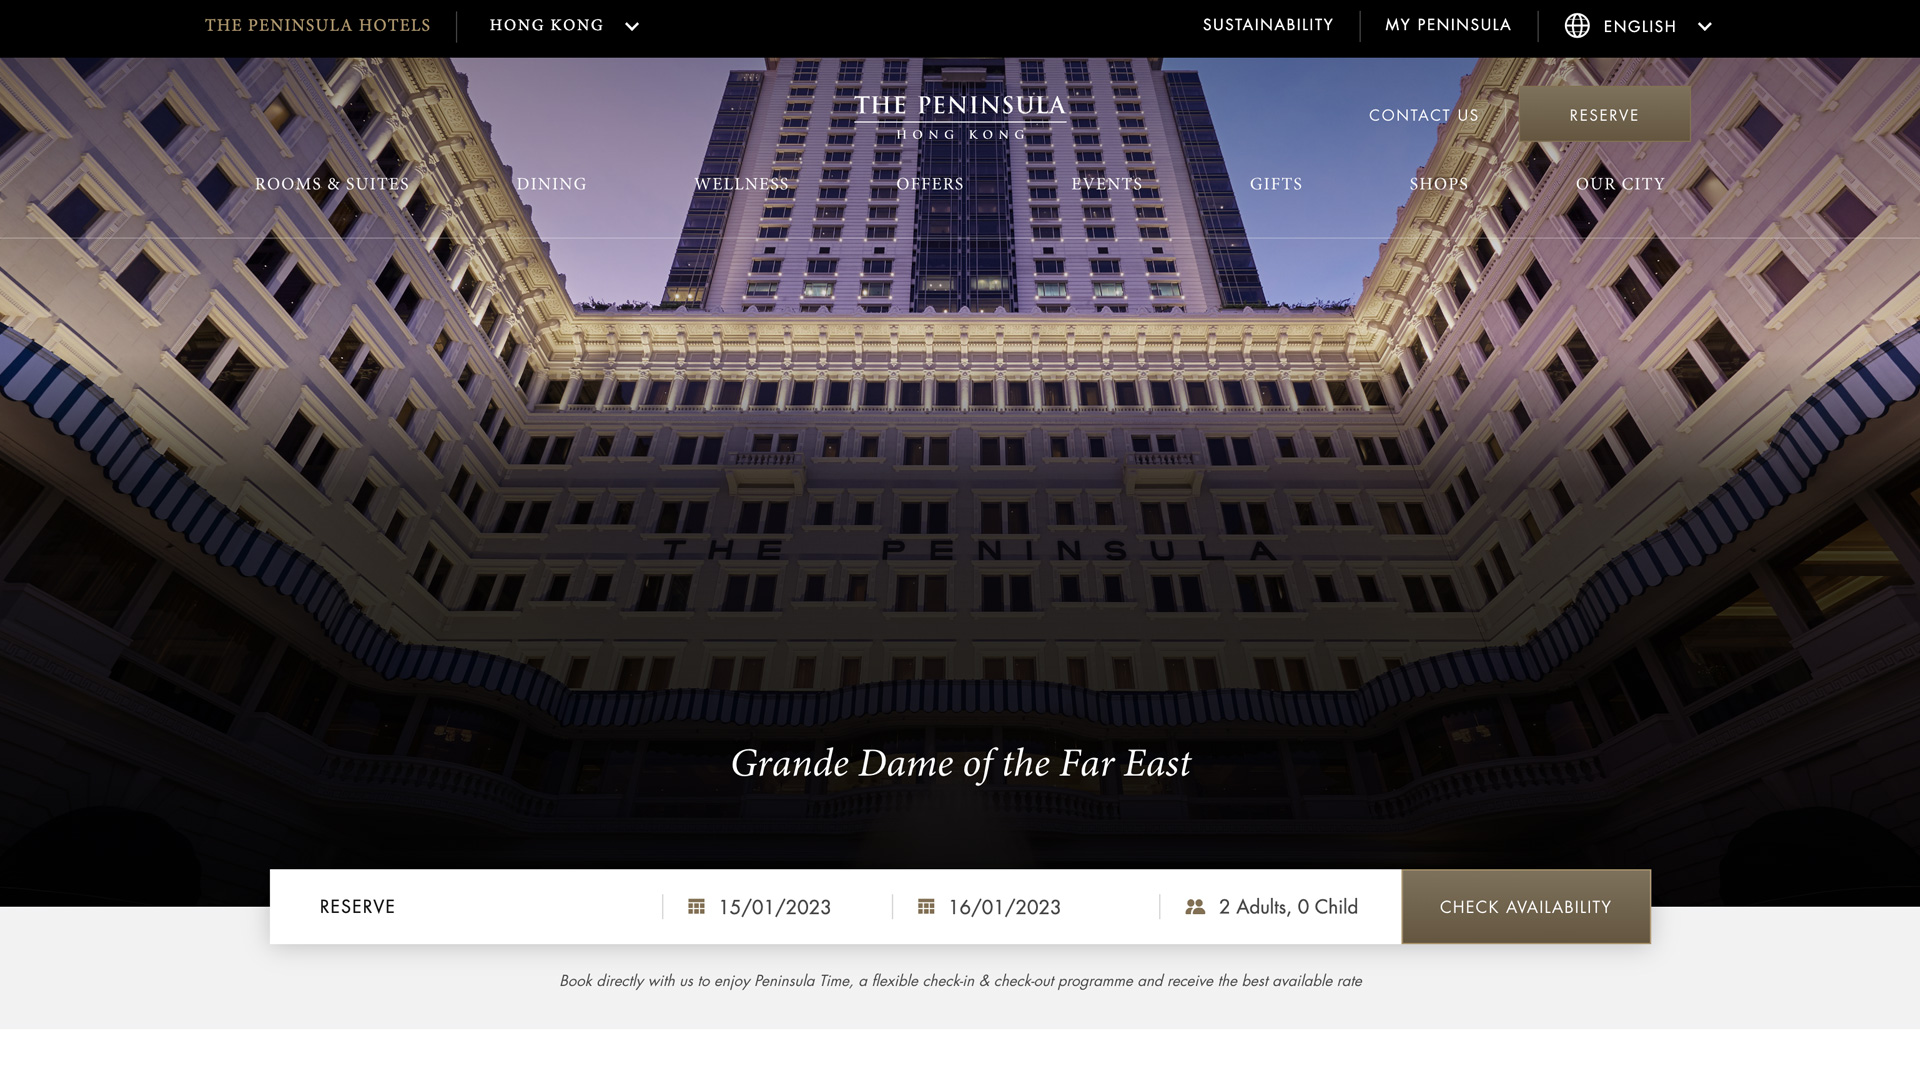 THE PENINSULA HOTELS
HONG KONG
SUSTAINABILITY
MY PENINSULA
ENGLISH
THE PENINSULA
HONG KONG
CONTACT US
RESERVE
ROOMS & SUITES
DINING
WELLNESS
OFFERS
EVENTS
GIFTS
SHOPS
OUR CITY
THE PENINSULA
Grande Dame of the Far East
RESERVE
15/01/2023
16/01/2023
2 Adults, 0 Child
CHECK AVAILABILITY
Book directly with us to enjoy Peninsula Time, a flexible check-in & check-out programme and receive the best available rate